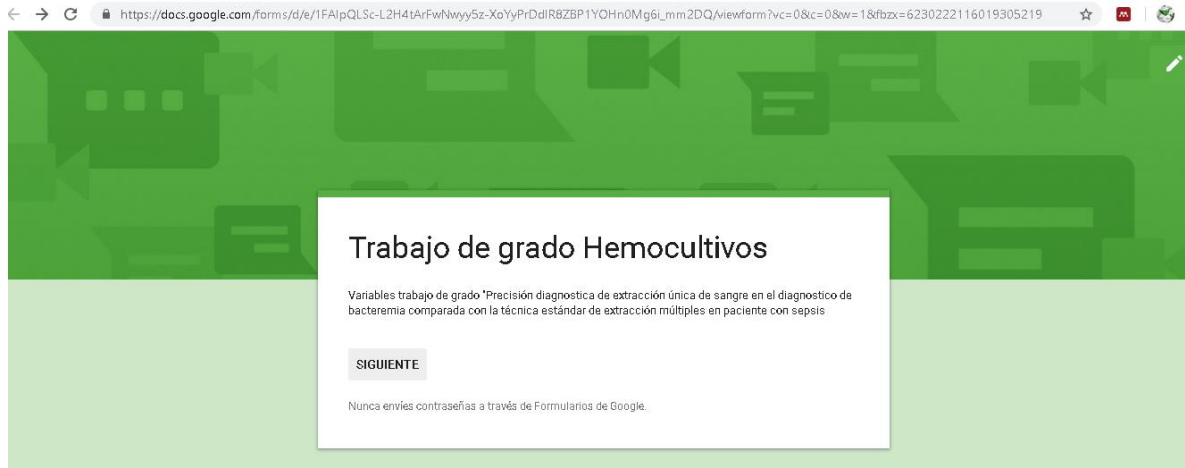 https://docs.google.com/forms/d/e/1FAIpQLSc-L2H4tArFwNwyy5z-XoYyPrDdIR8ZBP1YOHn0Mg6i_mm2DQ/viewform?vc=0&c=0&w=1&fbzx=6230222116019305219
Trabajo de grado Hemocultivos
Variables trabajo de grado "Precisión diagnostica de extracción única de sangre en el diagnostico de
bacteremia comparada con la técnica estándar de extracción múltiples en paciente con sepsis
SIGUIENTE
Nunca envíes contraseñas a través de Formularios de Google.